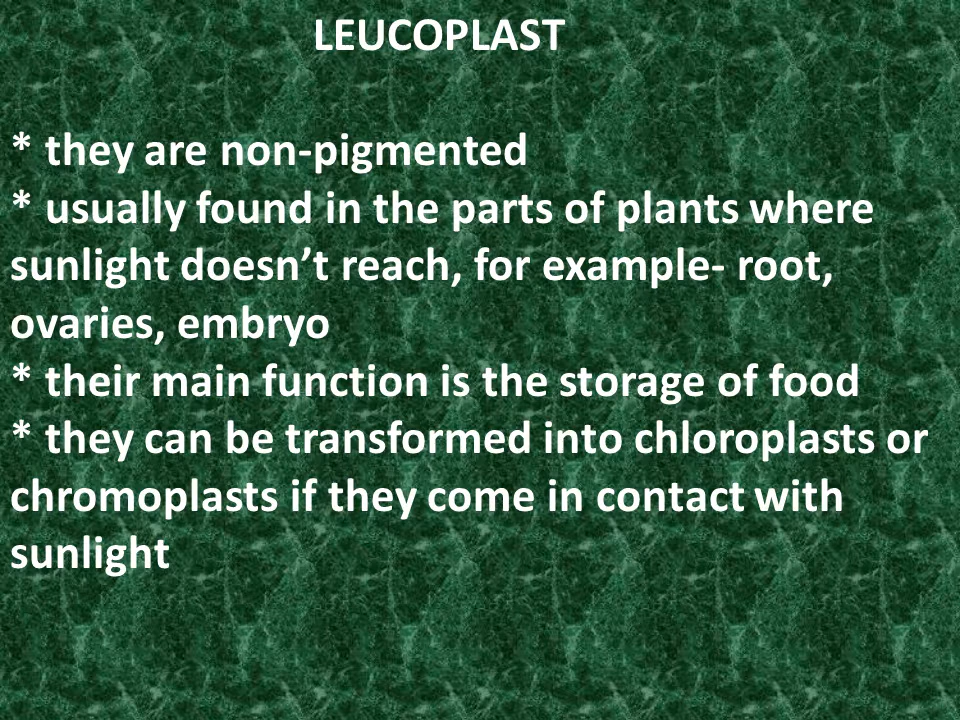 LEUCOPLAST
* they are non-pigmented
* usually found in the parts of plants where
sunlight doesn’t reach, for example- root,
ovaries, embryo
* their main function is the storage of food
* they can be transformed into chloroplasts or
chromoplasts if they come in contact with
sunlight